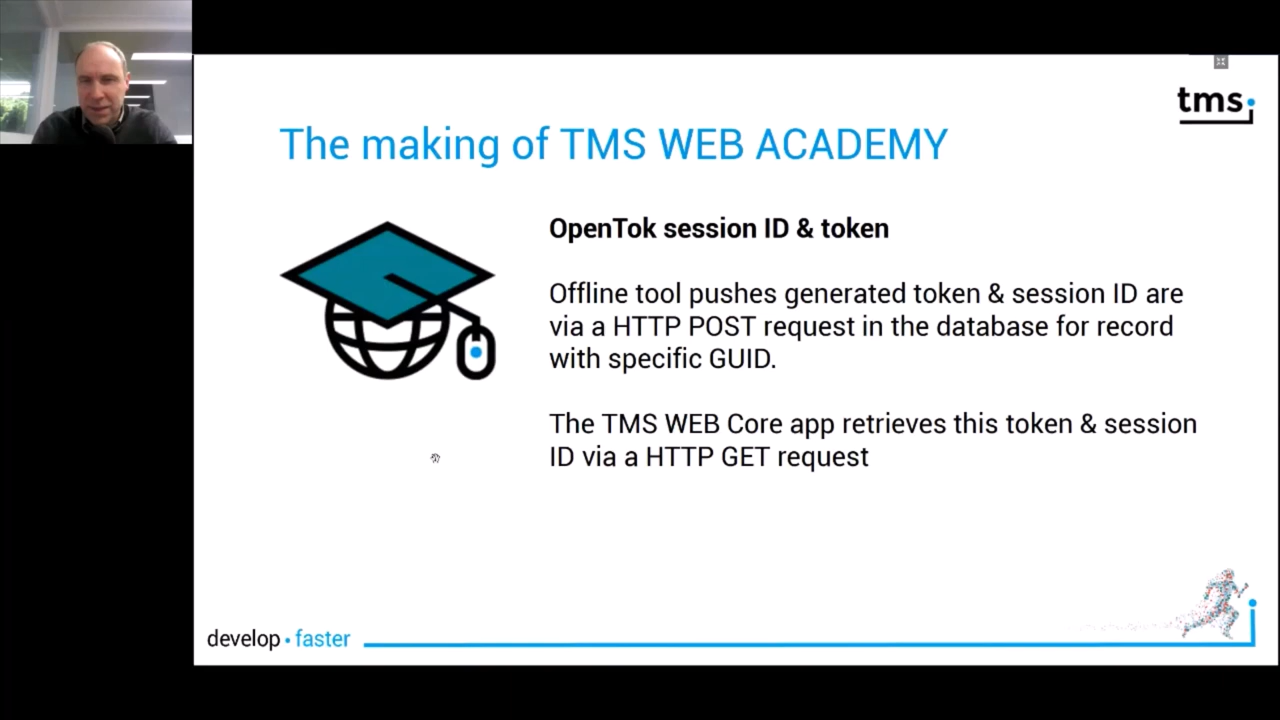 tms
The making of TMS WEB ACADEMY
OpenTok session ID & token
Offline tool pushes generated token & session ID are
via a HTTP POST request in the database for record
with specific GUID.
The TMS WEB Core app retrieves this token & session
ID via a HTTP GET request
develop • faster